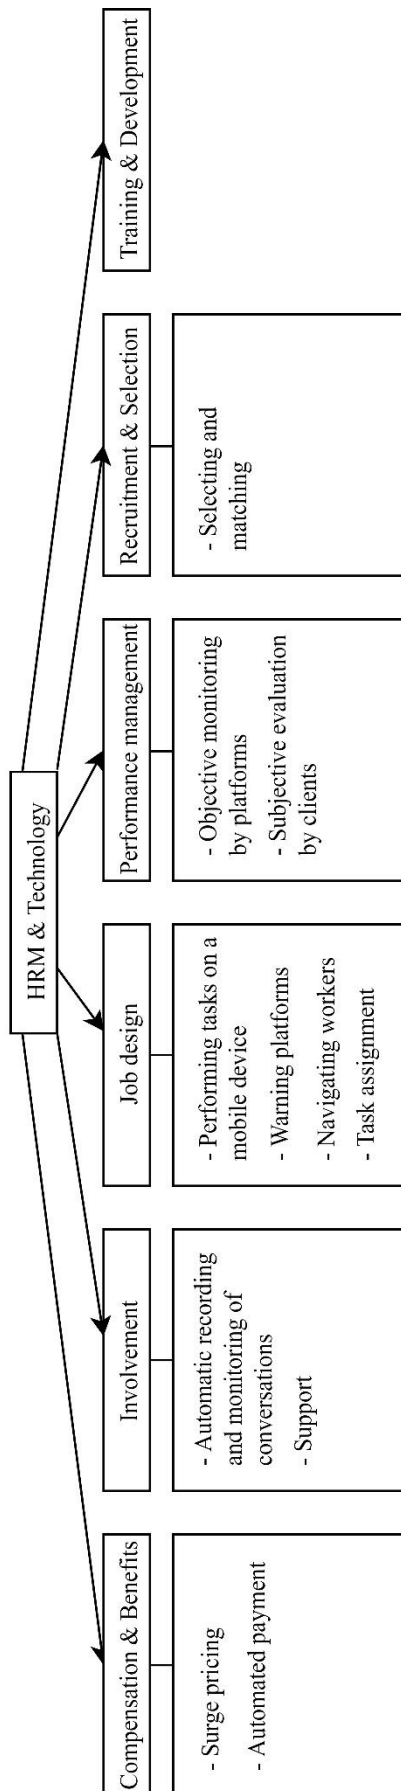 HRM & Technology
Compensation & Benefits
- Surge pricing
- Automated payment
Involvement
- Automatic recording
and monitoring of
conversations
- Support
Job design
- Performing tasks on a
mobile device
- Warning platforms
- Navigating workers
- Task assignment
Performance management
- Objective monitoring
by platforms
- Subjective evaluation
by clients
Recruitment & Selection
- Selecting and
matching
Training & Development